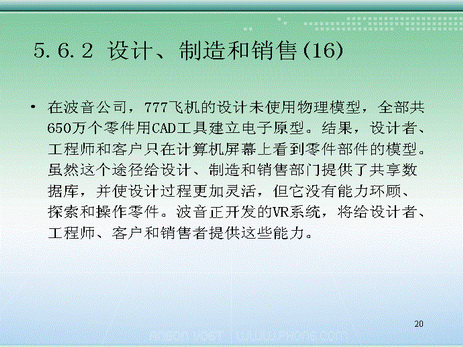 5.6.2 设计、制造和销售(16)
• 在波音公司，777飞机的设计未使用物理模型，全部共
650万个零件用CAD工具建立电子原型。结果，设计者、
工程师和客户只在计算机屏幕上看到零件部件的模型。
虽然这个途径给设计、制造和销售部门提供了共享数
据库，并使设计过程更加灵活，但它没有能力环顾、
探索和操作零件。波音正开发的VR系统，将给设计者、
工程师、客户和销售者提供这些能力。
20